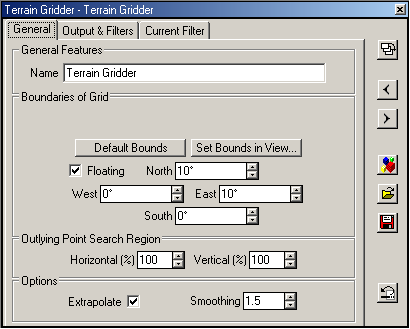 Terrain Gridder - Terrain Gridder
General Output & Filters Current Filter
General Features
Name Terrain Gridder
Boundaries of Grid
Default Bounds Set Bounds in View...
Floating North 10°
West 0° East 10°
South 0°
Outlying Point Search Region
Horizontal (%) 100 Vertical (%) 100
Options
Extrapolate Smoothing 1.5